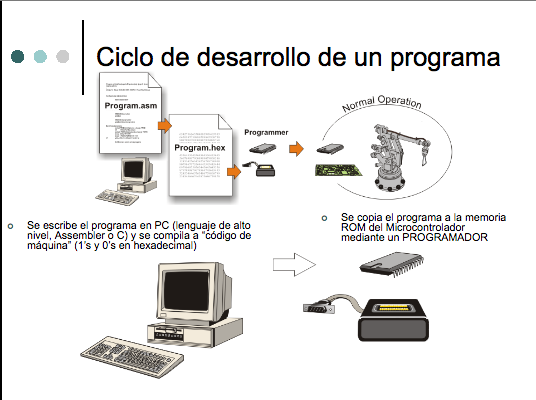 Ciclo de desarrollo de un programa
Program.asm
Program.hex
Programmer
Normal Operation
Se escribe el programa en PC (lenguaje de alto
nivel, Assembler o C) y se compila a “código de
máquina” (1’s y 0’s en hexadecimal)
Se copia el programa a la memoria
ROM del Microcontrolador
mediante un PROGRAMADOR